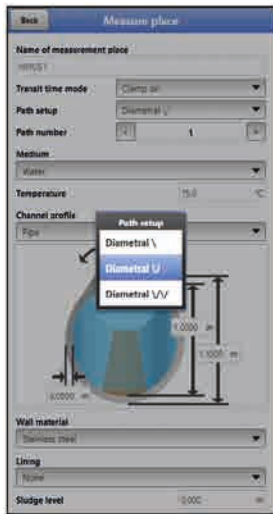 Back Measure place
Name of measurement place
Transit time mode Clamp on
Path setup Diametral \/
Path number < 1 >
Medium
Water
Temperature 15.0 °C
Channel profile
Pipe
Path setup
Diametral \
Diametral \/
Diametral \/\/
1.0000 m
1.1000 m
0.0500 m
Wall material
Stainless steel
Lining
None
Sludge level 0.000 m